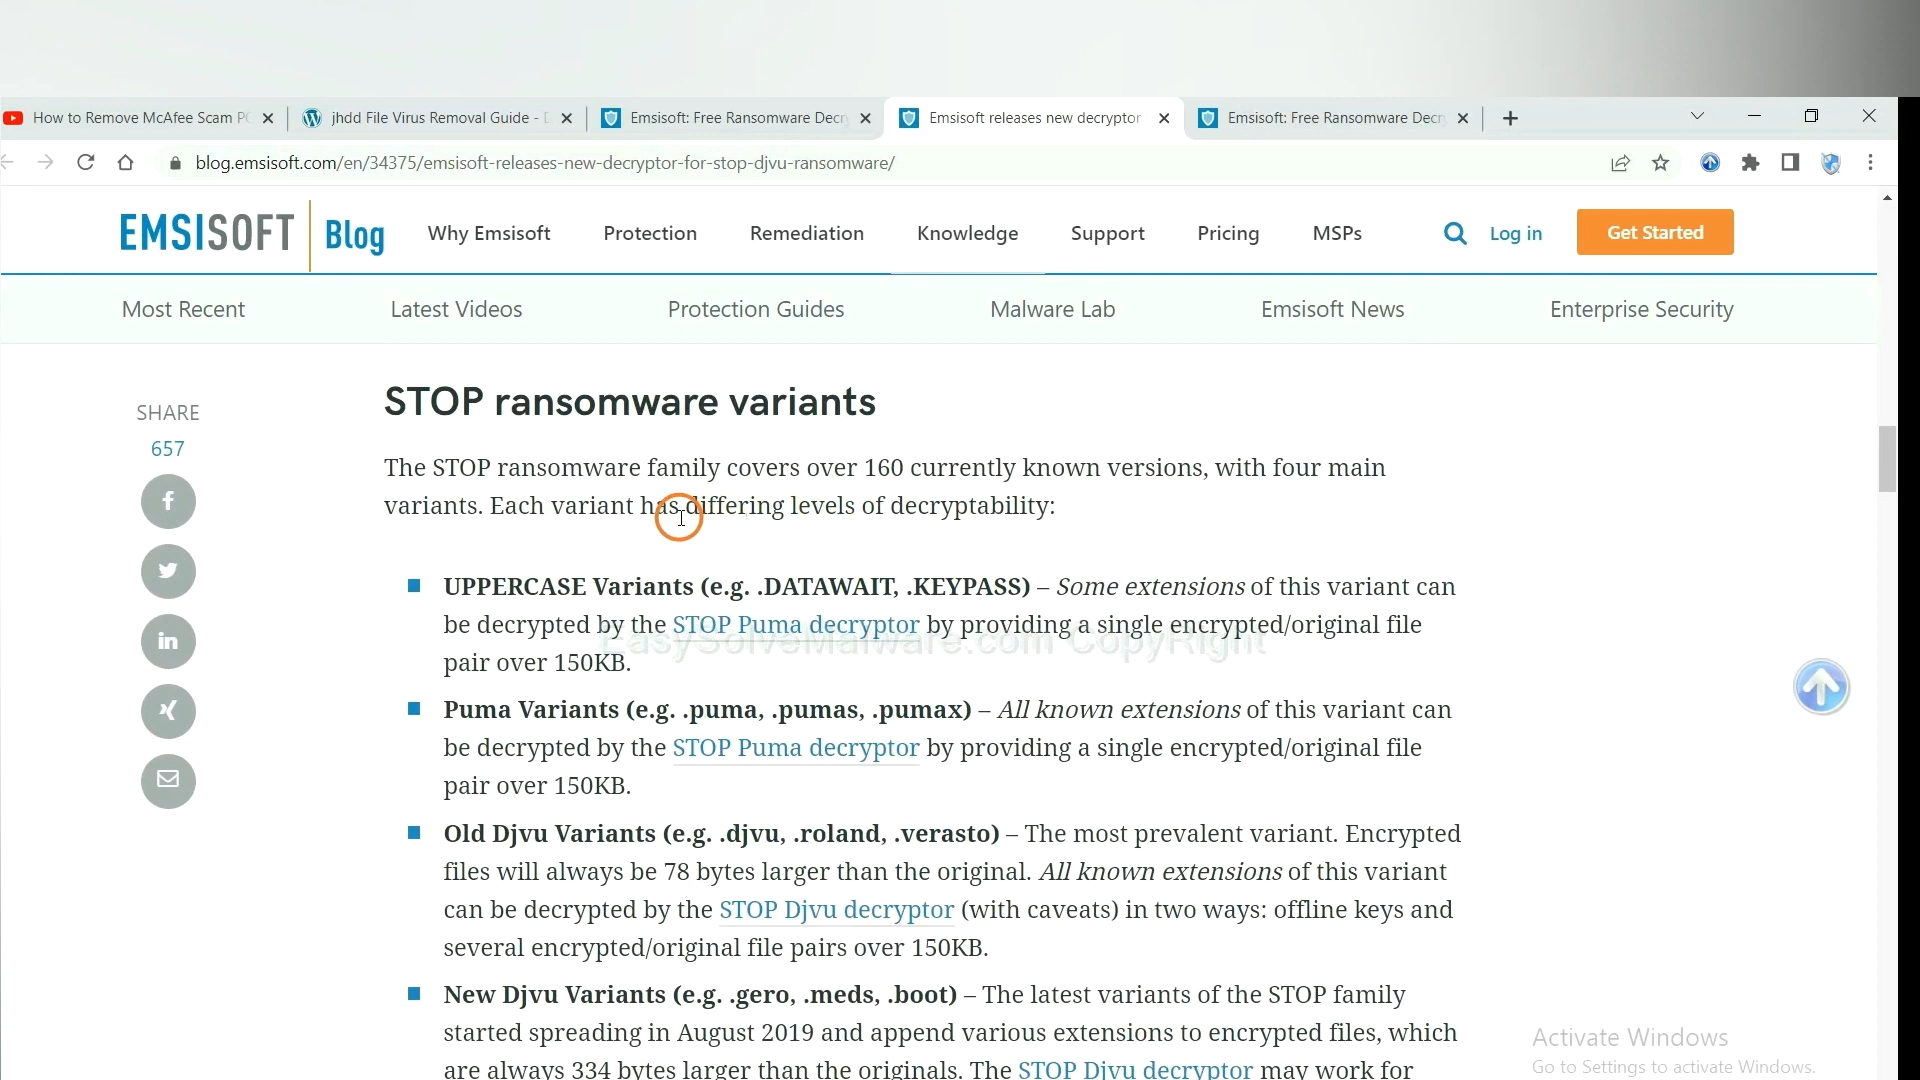 How to Remove McAfee Scam PC
jhdd File Virus Removal Guide - D
Emsisoft: Free Ransomware Decr
Emsisoft releases new decryptor
Emsisoft: Free Ransomware Decr
blog.emsisoft.com/en/34375/emsisoft-releases-new-decryptor-for-stop-djvu-ransomware/
EMSISOFT Blog Why Emsisoft Protection Remediation Knowledge Support Pricing MSPs Log in Get Started
Most Recent Latest Videos Protection Guides Malware Lab Emsisoft News Enterprise Security
SHARE
657
STOP ransomware variants
The STOP ransomware family covers over 160 currently known versions, with four main
variants. Each variant has differing levels of decryptability:
UPPERCASE Variants (e.g. .DATAWAIT, .KEYPASS) – Some extensions of this variant can
be decrypted by the STOP Puma decryptor by providing a single encrypted/original file
EasySolveMalware.com CopyRight
pair over 150KB.
Puma Variants (e.g. .puma, .pumas, .pumax) – All known extensions of this variant can
be decrypted by the STOP Puma decryptor by providing a single encrypted/original file
pair over 150KB.
Old Djvu Variants (e.g. .djvu, .roland, .verasto) – The most prevalent variant. Encrypted
files will always be 78 bytes larger than the original. All known extensions of this variant
can be decrypted by the STOP Djvu decryptor (with caveats) in two ways: offline keys and
several encrypted/original file pairs over 150KB.
New Djvu Variants (e.g. .gero, .meds, .boot) – The latest variants of the STOP family
started spreading in August 2019 and append various extensions to encrypted files, which
are always 334 bytes larger than the originals. The STOP Djvu decryptor may work for
Activate Windows
Go to Settings to activate Windows.